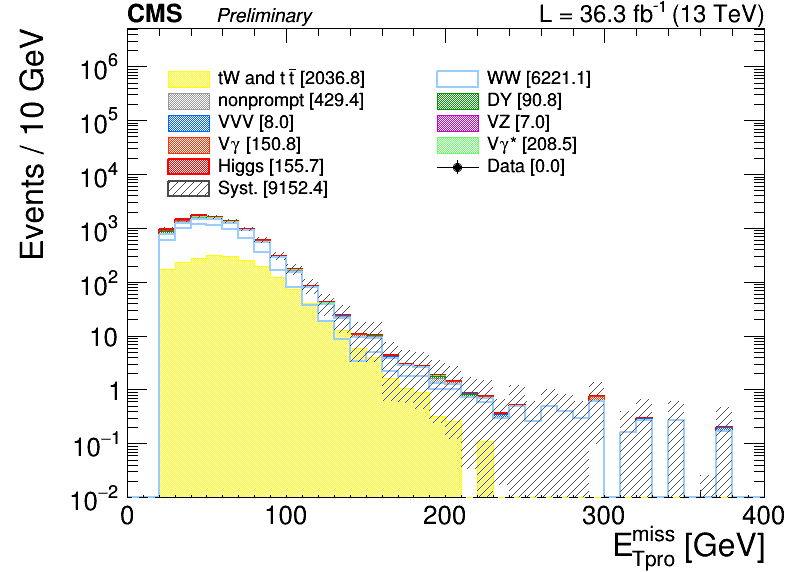 CMS Preliminary L = 36.3 fb⁻¹ (13 TeV)
Events / 10 GeV
tW and tt̄ [2036.8] WW [6221.1]
nonprompt [429.4] DY [90.8]
VVV [8.0] VZ [7.0]
Vγ [150.8] Vγ* [208.5]
Higgs [155.7] Data [0.0]
Syst. [9152.4]
10⁶
10⁵
10⁴
10³
10²
10
1
10⁻¹
10⁻²
0 100 200 300 400
E_Tpro^miss [GeV]